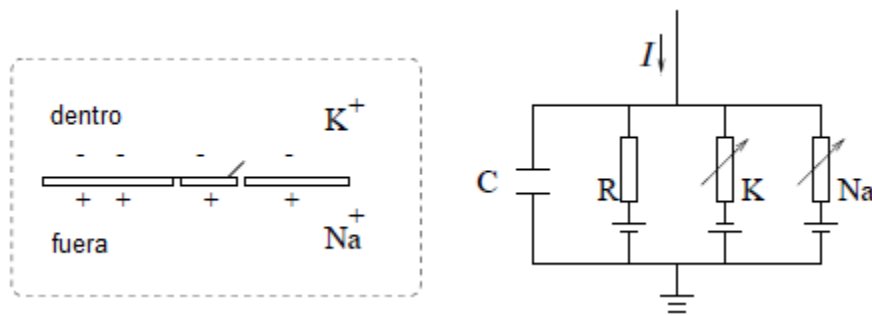 dentro
K+
- - - -
+ + + +
fuera
Na+
I
C
R
K
Na